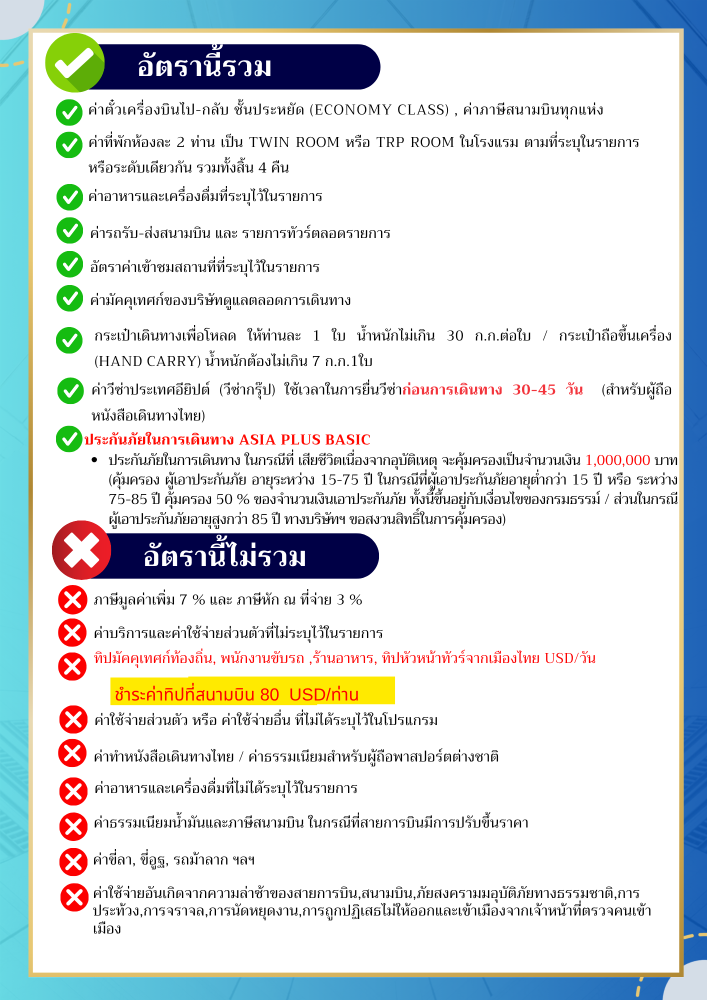 อัตรานี้รวม
ค่าตั๋วเครื่องบินไป-กลับ ชั้นประหยัด (ECONOMY CLASS) , ค่าภาษีสนามบินทุกแห่ง
ค่าที่พักห้องละ 2 ท่าน เป็น TWIN ROOM หรือ TRP ROOM ในโรงแรม ตามที่ระบุในรายการ
หรือระดับเดียวกัน รวมทั้งสิ้น 4 คืน
ค่าอาหารและเครื่องดื่มที่ระบุไว้ในรายการ
ค่ารถรับ-ส่งสนามบิน และ รายการทัวร์ตลอดรายการ
อัตราค่าเข้าชมสถานที่ที่ระบุไว้ในรายการ
ค่ามัคคุเทศก์ของบริษัทดูแลตลอดการเดินทาง
กระเป๋าเดินทางเพื่อโหลด ให้ท่านละ 1 ใบ น้ำหนักไม่เกิน 30 ก.ก.ต่อใบ / กระเป๋าถือขึ้นเครื่อง
(HAND CARRY) น้ำหนักต้องไม่เกิน 7 ก.ก.1ใบ
ค่าวีซ่าประเทศอียิปต์ (วีซ่ากรุ๊ป) ใช้เวลาในการยื่นวีซ่าก่อนการเดินทาง 30-45 วัน (สำหรับผู้ถือ
หนังสือเดินทางไทย)
ประกันภัยในการเดินทาง ASIA PLUS BASIC
• ประกันภัยในการเดินทาง ในกรณีที่ เสียชีวิตเนื่องจากอุบัติเหตุ จะคุ้มครองเป็นจำนวนเงิน 1,000,000 บาท
(คุ้มครอง ผู้เอาประกันภัย อายุระหว่าง 15-75 ปี ในกรณีที่ผู้เอาประกันภัยอายุต่ำกว่า 15 ปี หรือ ระหว่าง
75-85 ปี คุ้มครอง 50 % ของจำนวนเงินเอาประกันภัย ทั้งนี้ขึ้นอยู่กับเงื่อนไขของกรมธรรม์ / ส่วนในกรณี
ผู้เอาประกันภัยอายุสูงกว่า 85 ปี ทางบริษัทฯ ขอสงวนสิทธิ์ในการคุ้มครอง)
อัตรานี้ไม่รวม
ภาษีมูลค่าเพิ่ม 7 % และ ภาษีหัก ณ ที่จ่าย 3 %
ค่าบริการและค่าใช้จ่ายส่วนตัวที่ไม่ระบุไว้ในรายการ
ทิปมัคคุเทศก์ท้องถิ่น, พนักงานขับรถ ,ร้านอาหาร, ทิปหัวหน้าทัวร์จากเมืองไทย USD/วัน
ชำระค่าทิปที่สนามบิน 80 USD/ท่าน
ค่าใช้จ่ายส่วนตัว หรือ ค่าใช้จ่ายอื่น ที่ไม่ได้ระบุไว้ในโปรแกรม
ค่าทำหนังสือเดินทางไทย / ค่าธรรมเนียมสำหรับผู้ถือพาสปอร์ตต่างชาติ
ค่าอาหารและเครื่องดื่มที่ไม่ได้ระบุไว้ในรายการ
ค่าธรรมเนียมน้ำมันและภาษีสนามบิน ในกรณีที่สายการบินมีการปรับขึ้นราคา
ค่าขี่ลา, ขี่อูฐ, รถม้าลาก ฯลฯ
ค่าใช้จ่ายอันเกิดจากความล่าช้าของสายการบิน,สนามบิน,ภัยสงครามมอุบัติภัยทางธรรมชาติ,การ
ประท้วง,การจราจล,การนัดหยุดงาน,การถูกปฏิเสธไม่ให้ออกและเข้าเมืองจากเจ้าหน้าที่ตรวจคนเข้า
เมือง